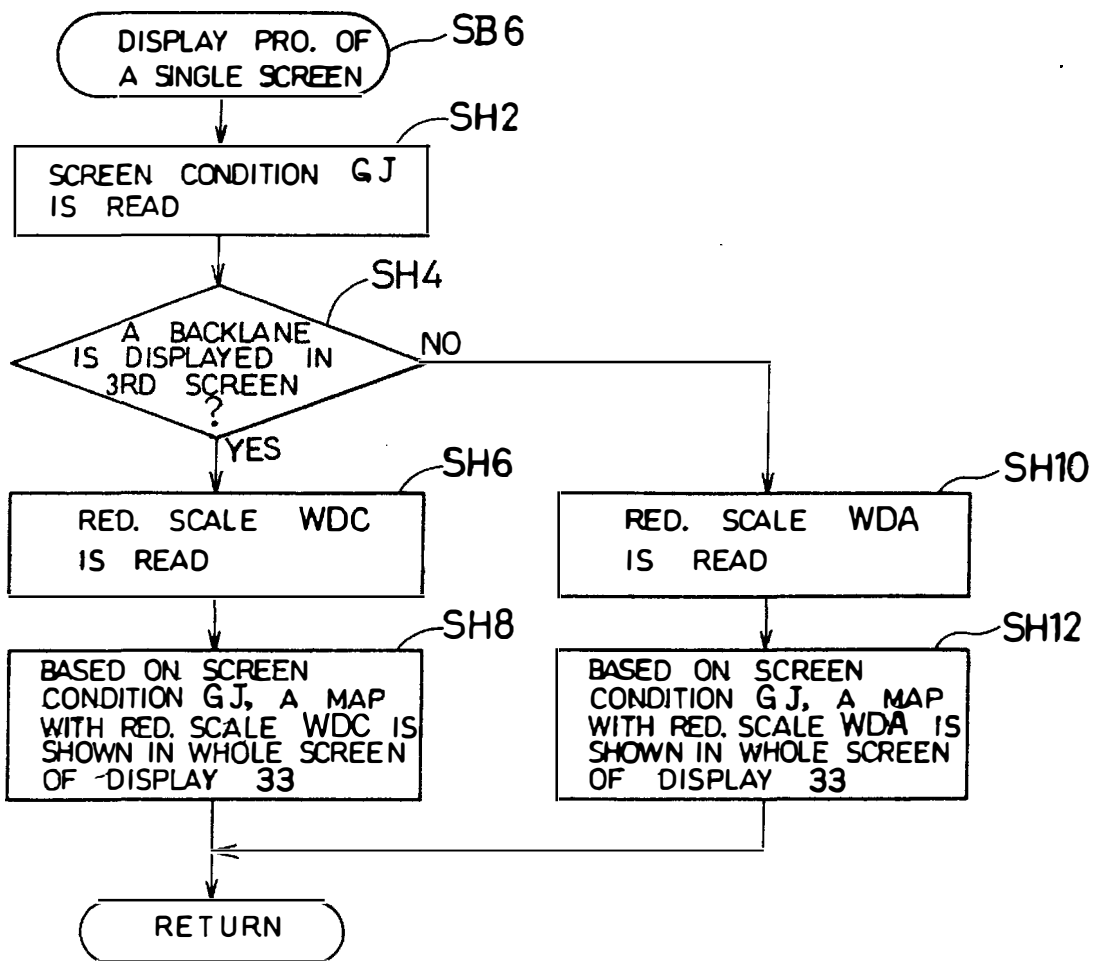 DISPLAY PRO. OF
A SINGLE SCREEN
SB6
SH2
SCREEN CONDITION GJ
IS READ
SH4
A BACKLANE
IS DISPLAYED IN
3RD SCREEN
?
NO
YES
SH6
RED. SCALE WDC
IS READ
SH10
RED. SCALE WDA
IS READ
SH8
BASED ON SCREEN
CONDITION GJ, A MAP
WITH RED. SCALE WDC IS
SHOWN IN WHOLE SCREEN
OF DISPLAY 33
SH12
BASED ON SCREEN
CONDITION GJ, A MAP
WITH RED. SCALE WDA IS
SHOWN IN WHOLE SCREEN
OF DISPLAY 33
RETURN